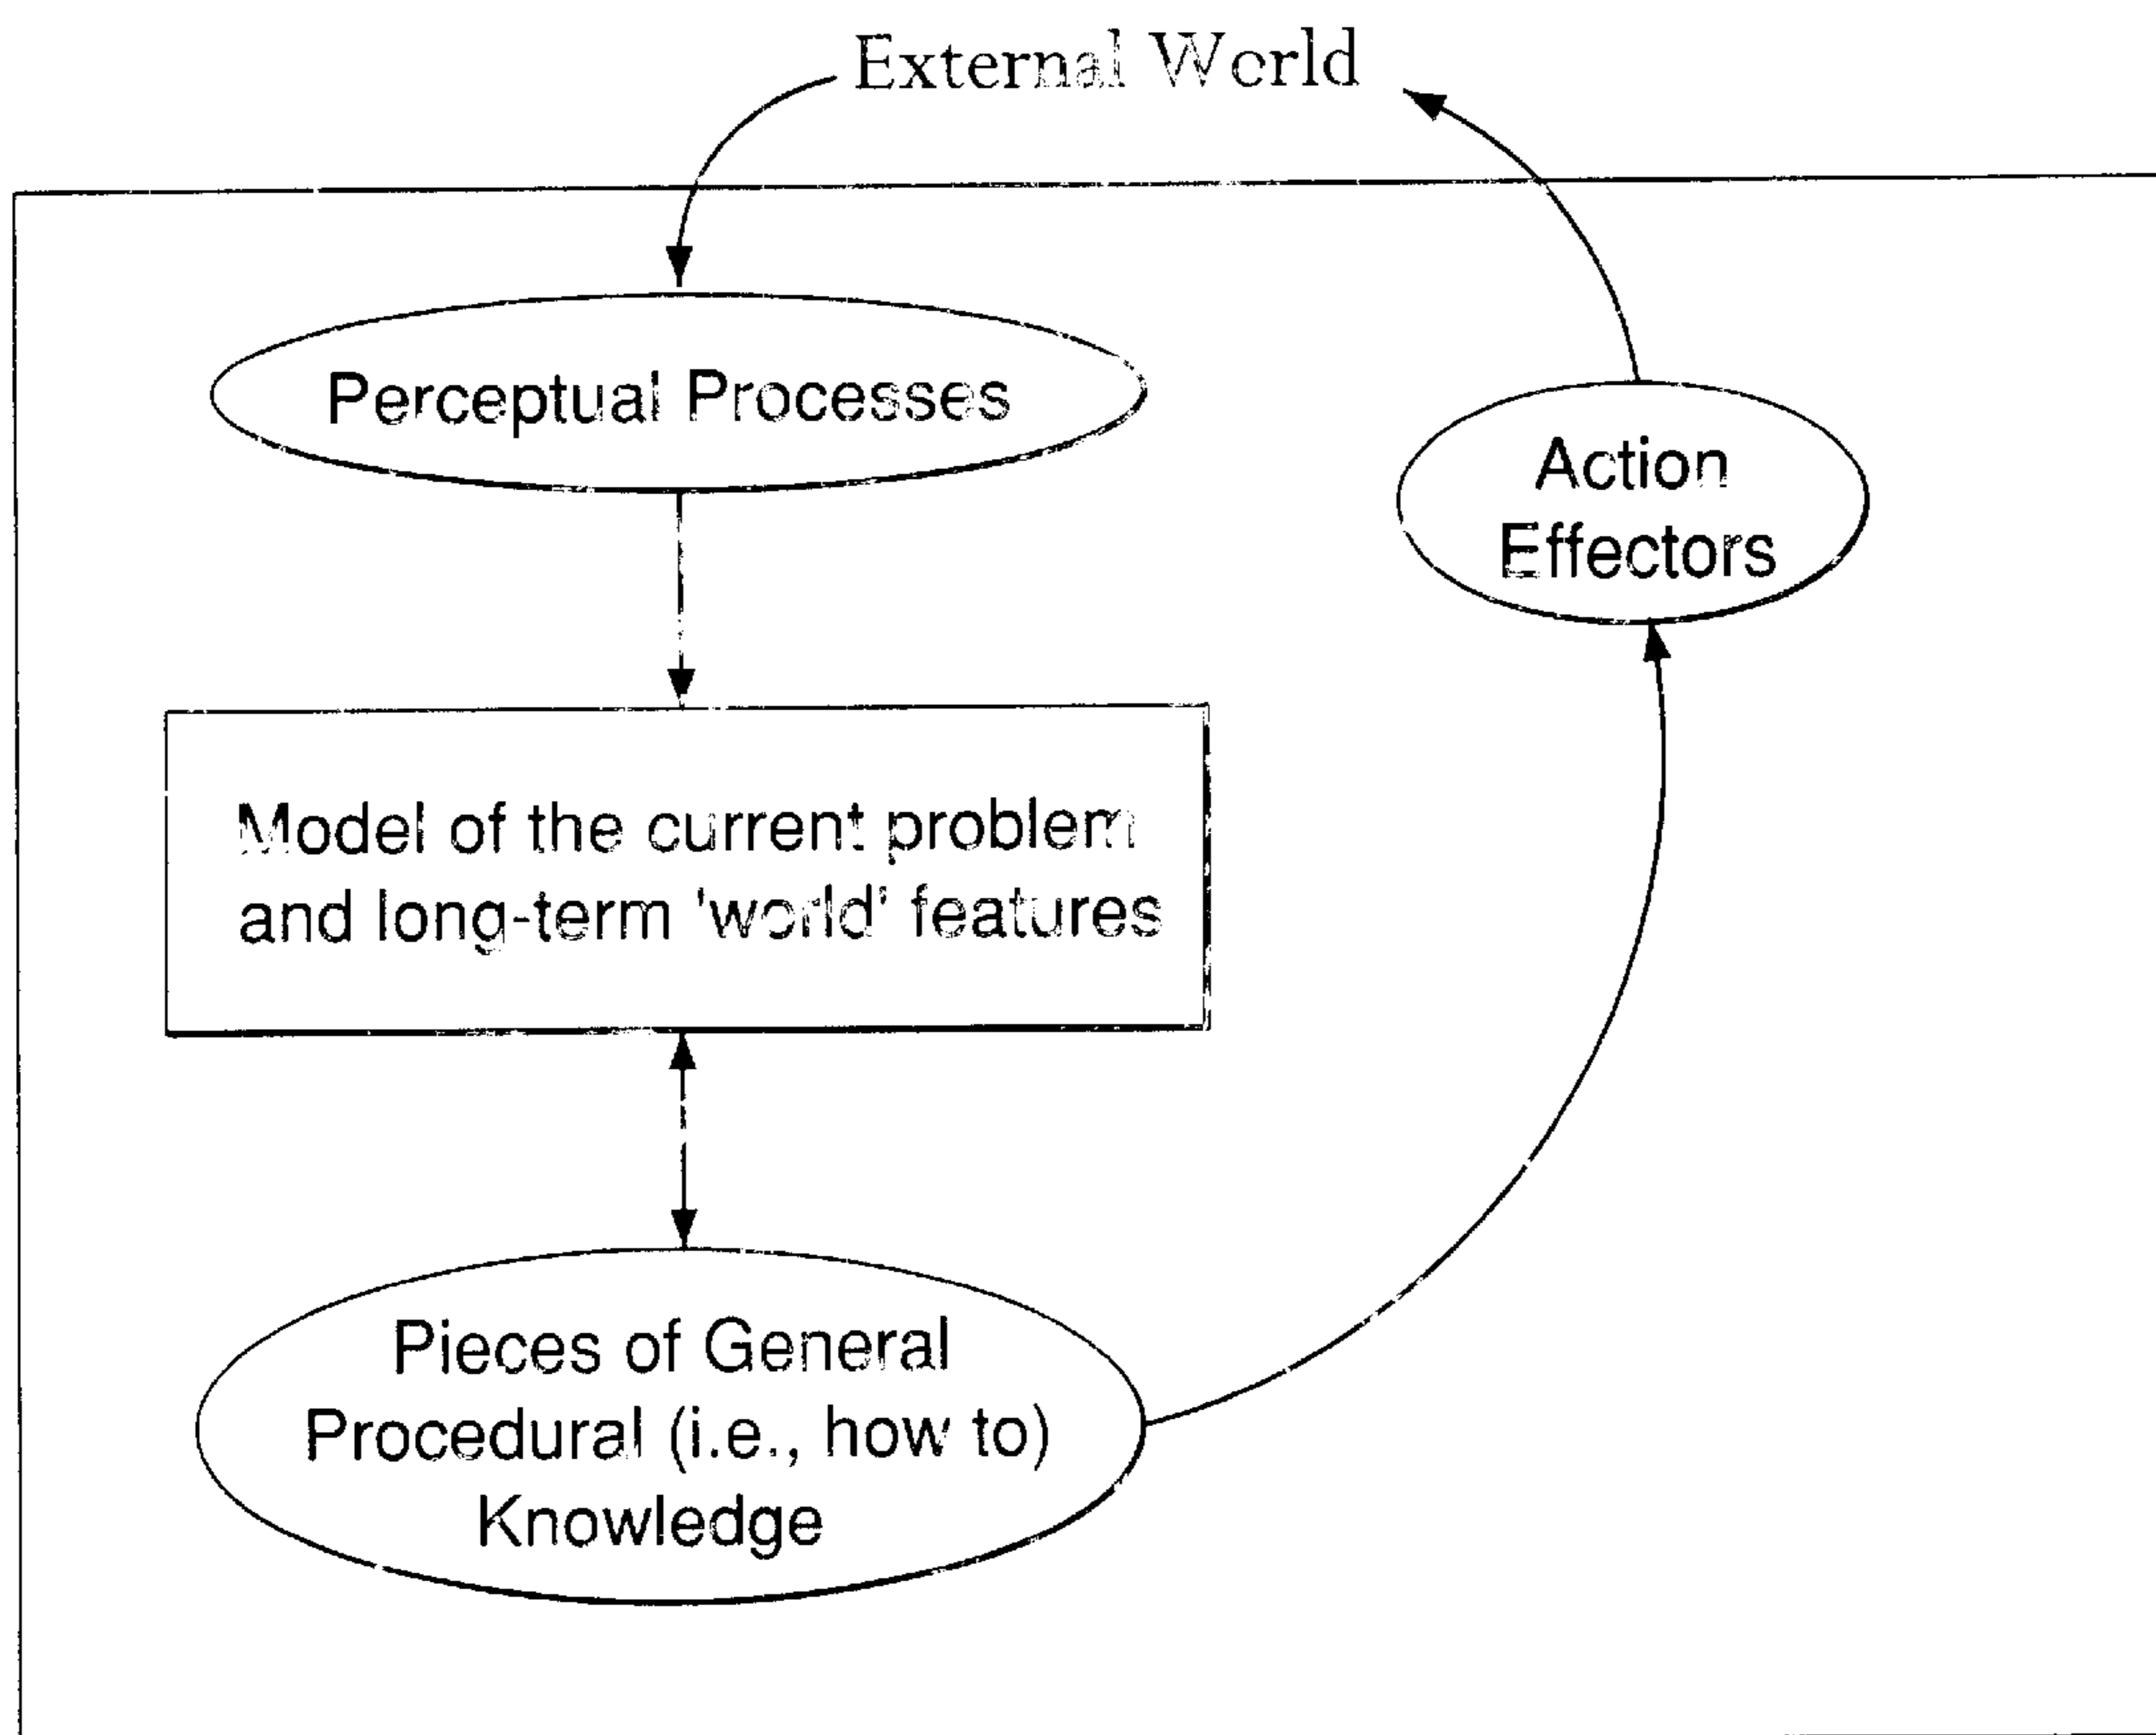 External World
Perceptual Processes
Action
Effectors
Model of the current problem
and long-term 'world' features
Pieces of General
Procedural (i.e., how to)
Knowledge